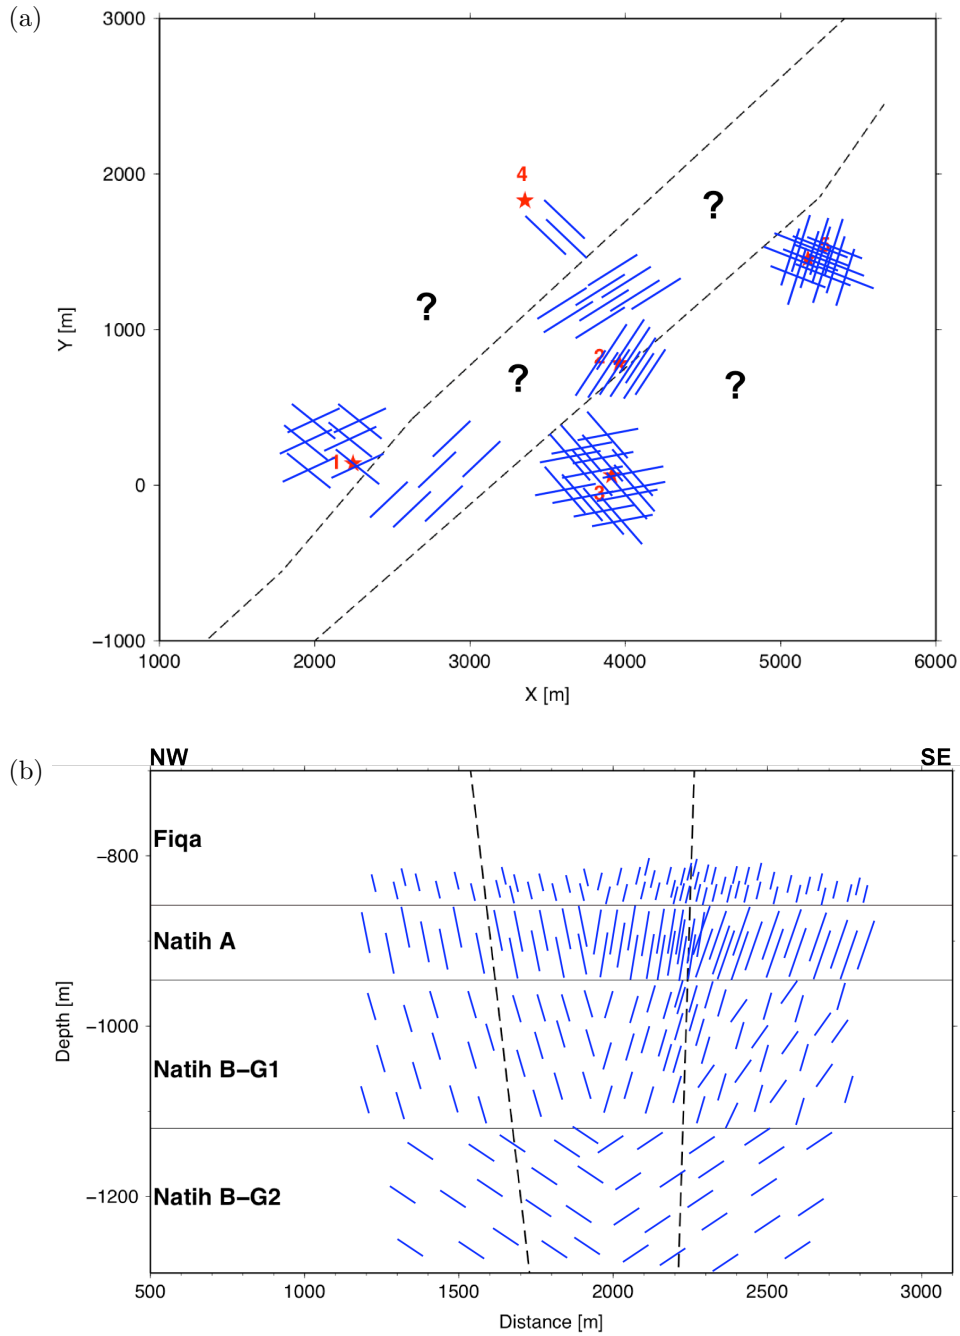 (a)
3000
2000
1000
0
−1000
Y [m]
4
?
?
5
2
?
?
1
3
1000 2000 3000 4000 5000 6000
X [m]
(b)
NW SE
Fiqa
Natih A
Natih B−G1
Natih B−G2
−800
−1000
−1200
Depth [m]
500 1000 1500 2000 2500 3000
Distance [m]